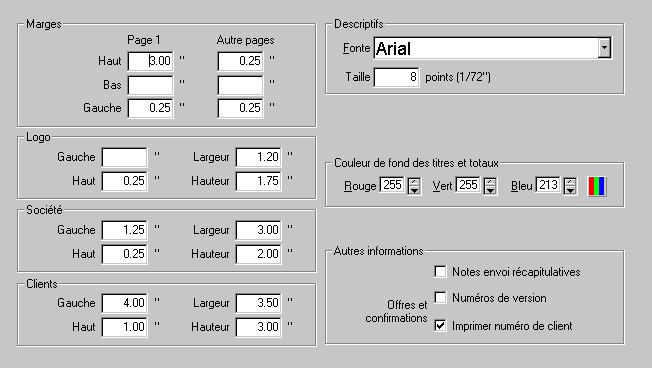 Marges
Page 1 Autre pages
Haut 3.00 " 0.25 "
Bas " "
Gauche 0.25 " 0.25 "
Logo
Gauche " Largeur 1.20 "
Haut 0.25 " Hauteur 1.75 "
Société
Gauche 1.25 " Largeur 3.00 "
Haut 0.25 " Hauteur 2.00 "
Clients
Gauche 4.00 " Largeur 3.50 "
Haut 1.00 " Hauteur 3.00 "
Descriptifs
Fonte Arial
Taille 8 points (1/72")
Couleur de fond des titres et totaux
Rouge 255 Vert 255 Bleu 213
Autres informations
Notes envoi récapitulatives
Offres et confirmations
Numéros de version
Imprimer numéro de client